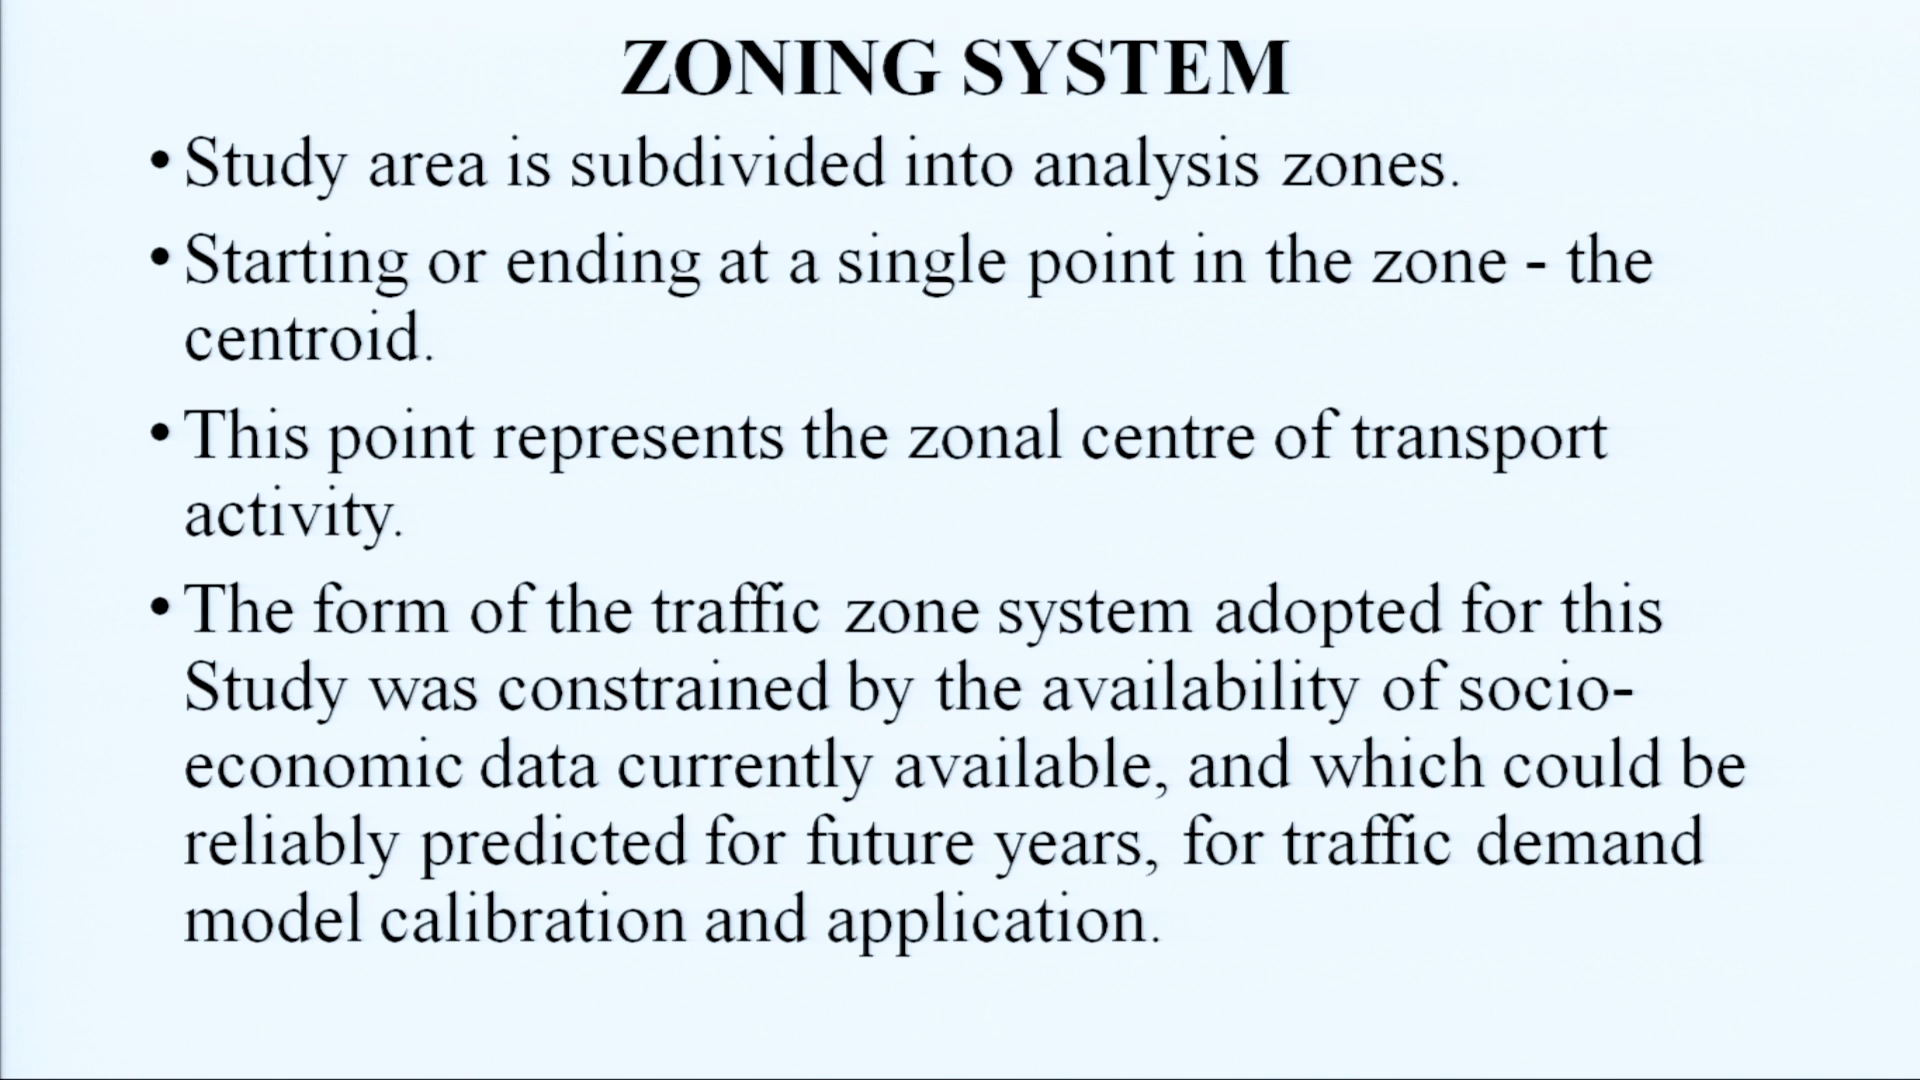 ZONING SYSTEM
• Study area is subdivided into analysis zones.
• Starting or ending at a single point in the zone - the
centroid.
• This point represents the zonal centre of transport
activity.
• The form of the traffic zone system adopted for this
Study was constrained by the availability of socio-
economic data currently available, and which could be
reliably predicted for future years, for traffic demand
model calibration and application.